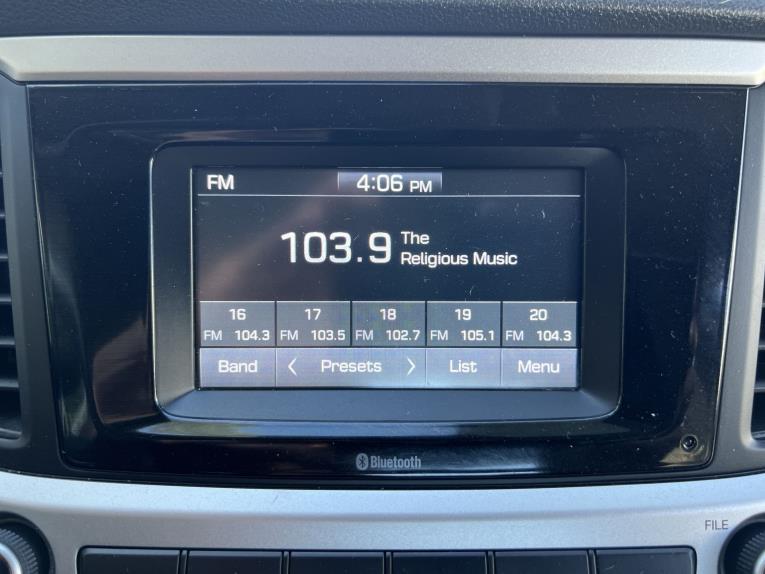 FM 4:06 PM
103.9 The
Religious Music
16 17 18 19 20
FM 104.3 FM 103.5 FM 102.7 FM 105.1 FM 104.3
Band < Presets > List Menu
Bluetooth
FILE